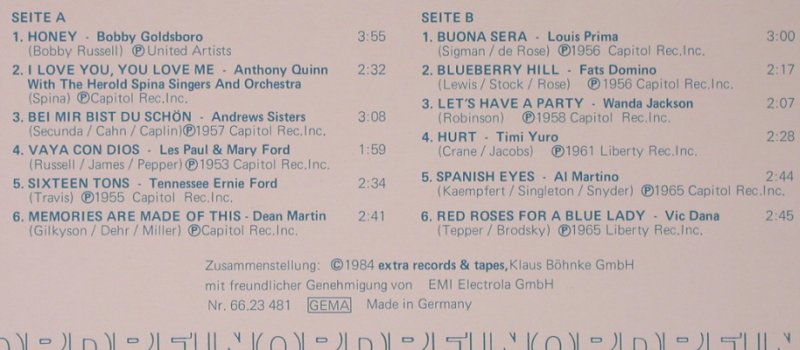 SEITE A
1. HONEY - Bobby Goldsboro 3:55
(Bobby Russell) ℗United Artists
2. I LOVE YOU, YOU LOVE ME - Anthony Quinn 2:32
With The Herold Spina Singers And Orchestra
(Spina) ℗Capitol Rec.Inc.
3. BEI MIR BIST DU SCHÖN - Andrews Sisters 3:08
(Secunda / Cahn / Caplin)℗1957 Capitol Rec.Inc.
4. VAYA CON DIOS - Les Paul & Mary Ford 1:59
(Russell / James / Pepper)℗1953 Capitol Rec.Inc.
5. SIXTEEN TONS - Tennessee Ernie Ford 2:34
(Travis) ℗1955 Capitol Rec.Inc.
6. MEMORIES ARE MADE OF THIS - Dean Martin 2:41
(Gilkyson / Dehr / Miller) ℗Capitol Rec.Inc.
SEITE B
1. BUONA SERA - Louis Prima 3:00
(Sigman / de Rose) ℗1956 Capitol Rec.Inc.
2. BLUEBERRY HILL - Fats Domino 2:17
(Lewis / Stock / Rose) ℗1956 Capitol Rec.Inc.
3. LET'S HAVE A PARTY - Wanda Jackson 2:07
(Robinson) ℗1958 Capitol Rec.Inc.
4. HURT - Timi Yuro 2:28
(Crane / Jacobs) ℗1961 Liberty Rec.Inc.
5. SPANISH EYES - Al Martino 2:44
(Kaempfert / Singleton / Snyder) ℗1965 Capitol Rec.Inc.
6. RED ROSES FOR A BLUE LADY - Vic Dana 2:45
(Tepper / Brodsky) ℗1965 Liberty Rec.Inc.
Zusammenstellung: ©1984 extra records & tapes, Klaus Böhnke GmbH
mit freundlicher Genehmigung von EMI Electrola GmbH
Nr. 66.23 481 GEMA Made in Germany